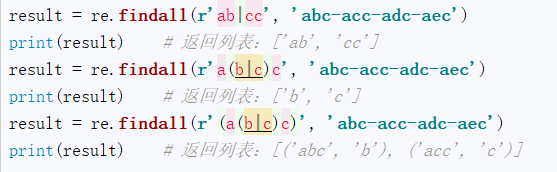 result = re.findall(r'ab|cc', 'abc-acc-adc-aec')
print(result)    # 返回列表：['ab', 'cc']
result = re.findall(r'a(b|c)c', 'abc-acc-adc-aec')
print(result)    # 返回列表：['b', 'c']
result = re.findall(r'(a(b|c)c)', 'abc-acc-adc-aec')
print(result)    # 返回列表：[('abc', 'b'), ('acc', 'c')]